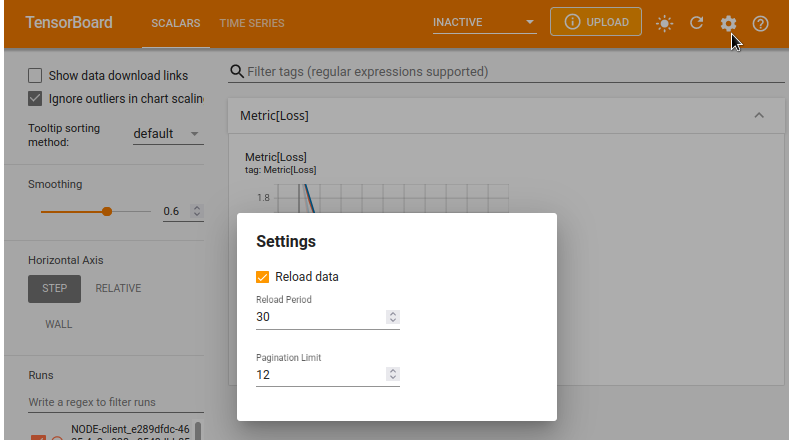 TensorBoard
SCALARS
TIME SERIES
INACTIVE
UPLOAD
Show data download links
Ignore outliers in chart scalin
Tooltip sorting
method:
default
Smoothing
0.6
Horizontal Axis
STEP
RELATIVE
WALL
Runs
Write a regex to filter runs
NODE-client_e289dfdc-46
Filter tags (regular expressions supported)
Metric[Loss]
Metric[Loss]
tag: Metric[Loss]
1.8
Settings
Reload data
Reload Period
30
Pagination Limit
12